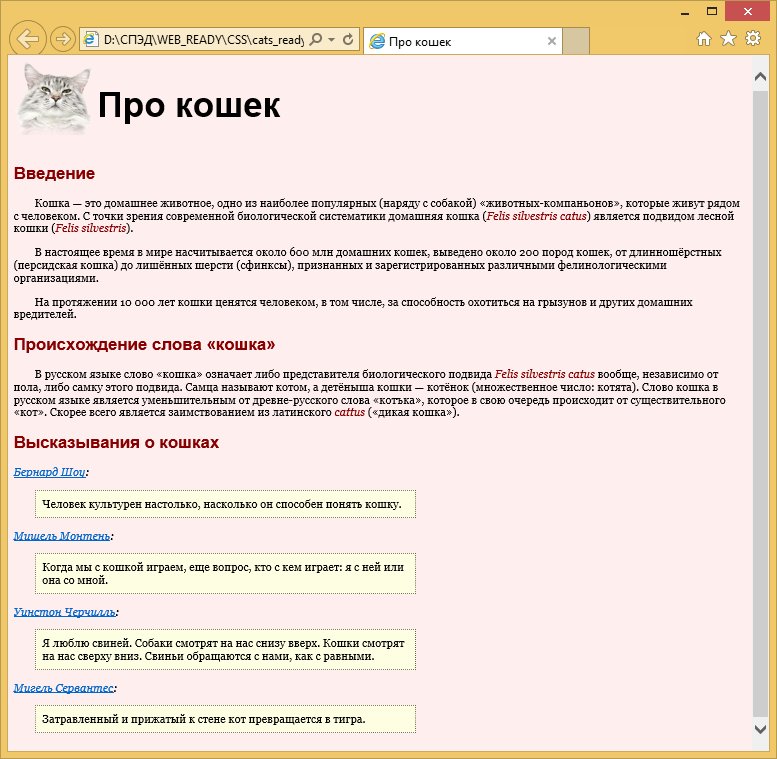 D:\СПЭД\WEB_READY\CSS\cats_ready
Про кошек
Про кошек
Введение
Кошка — это домашнее животное, одно из наиболее популярных (наряду с собакой) «животных-компаньонов», которые живут рядом
с человеком. С точки зрения современной биологической систематики домашняя кошка (Felis silvestris catus) является подвидом лесной
кошки (Felis silvestris).
В настоящее время в мире насчитывается около 600 млн домашних кошек, выведено около 200 пород кошек, от длинношёрстных
(персидская кошка) до лишённых шерсти (сфинксы), признанных и зарегистрированных различными фелинологическими
организациями.
На протяжении 10 000 лет кошки ценятся человеком, в том числе, за способность охотиться на грызунов и других домашних
вредителей.
Происхождение слова «кошка»
В русском языке слово «кошка» означает либо представителя биологического подвида Felis silvestris catus вообще, независимо от
пола, либо самку этого подвида. Самца называют котом, а детёныша кошки — котёнок (множественное число: котята). Слово кошка в
русском языке является уменьшительным от древне-русского слова «котъка», которое в свою очередь происходит от существительного
«кот». Скорее всего является заимствованием из латинского cattus («дикая кошка»).
Высказывания о кошках
Бернард Шоу:
Человек культурен настолько, насколько он способен понять кошку.
Мишель Монтень:
Когда мы с кошкой играем, еще вопрос, кто с кем играет: я с ней или
она со мной.
Уинстон Черчилль:
Я люблю свиней. Собаки смотрят на нас снизу вверх. Кошки смотрят
на нас сверху вниз. Свиньи обращаются с нами, как с равными.
Мигель Сервантес:
Затравленный и прижатый к стене кот превращается в тигра.